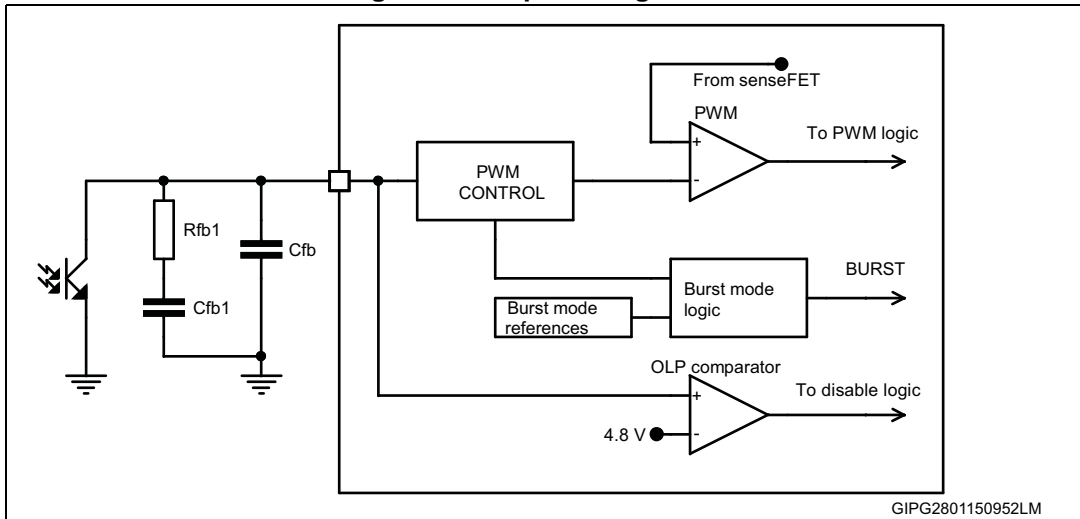 From senseFET
PWM
+
-
To PWM logic
PWM
CONTROL
Rfb1
Cfb
Cfb1
BURST
Burst mode
logic
Burst mode
references
OLP comparator
+
-
4.8 V
To disable logic
GIPG2801150952LM